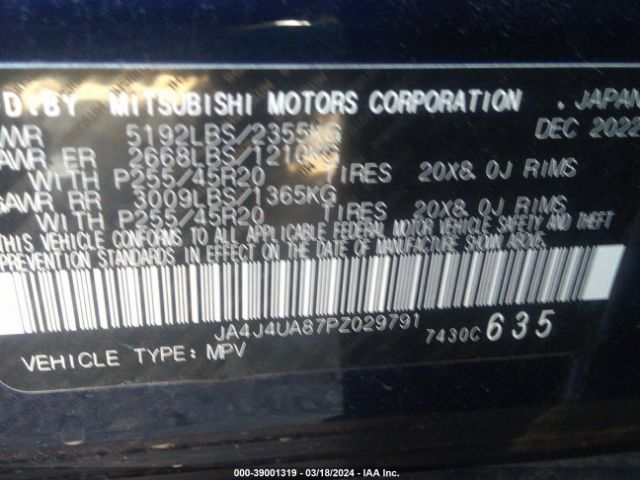 D.BY MITSUBISHI MOTORS CORPORATION , JAPAN
WR 5192LBS/2355KG DEC 2022
AWR ER 2668LBS/1210KG
WITH P255/45R20 TIRES 20X8.0J RIMS
GAWR RR 3009LBS/1365KG
WITH P255/45R20 TIRES 20X8.0J RIMS
THIS VEHICLE CONFORMS TO ALL APPLICABLE FEDERAL MOTOR VEHICLE SAFETY AND THEFT
PREVENTION STANDARDS IN EFFECT ON THE DATE OF MANUFACTURE SHOWN ABOVE.
JA4J4UA87PZ029791 7430C 635
VEHICLE TYPE: MPV
000-39001319 - 03/18/2024 - IAA Inc.